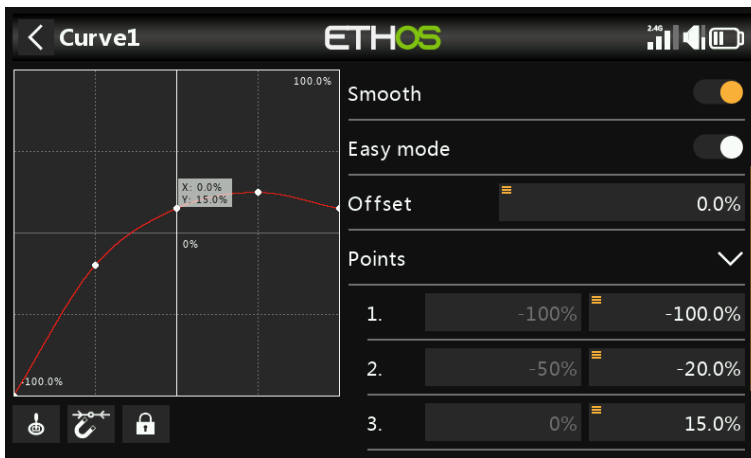 Curve1
ETHOS
2.4G
100.0%
X: 0.0%
Y: 15.0%
0%
-100.0%
Smooth
Easy mode
Offset 0.0%
Points
1. -100% -100.0%
2. -50% -20.0%
3. 0% 15.0%